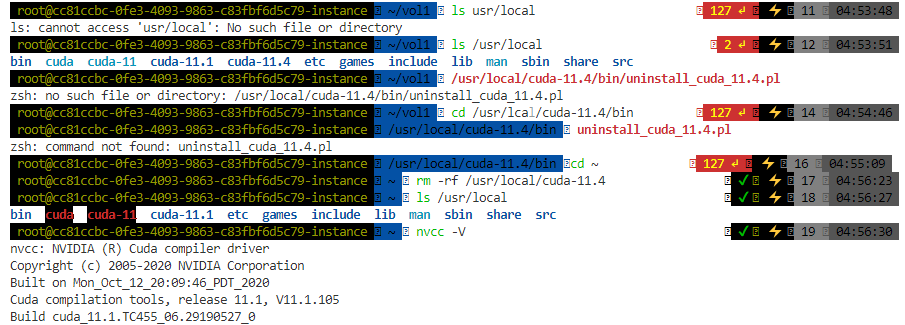 root@cc81ccbc-0fe3-4093-9863-c83fbf6d5c79-instance ~/vol1 ls usr/local 127 ↲ ⚡ 11 04:53:48
ls: cannot access 'usr/local': No such file or directory
root@cc81ccbc-0fe3-4093-9863-c83fbf6d5c79-instance ~/vol1 ls /usr/local 2 ↲ ⚡ 12 04:53:51
bin cuda cuda-11 cuda-11.1 cuda-11.4 etc games include lib man sbin share src
root@cc81ccbc-0fe3-4093-9863-c83fbf6d5c79-instance ~/vol1 /usr/local/cuda-11.4/bin/uninstall_cuda_11.4.pl
zsh: no such file or directory: /usr/local/cuda-11.4/bin/uninstall_cuda_11.4.pl
root@cc81ccbc-0fe3-4093-9863-c83fbf6d5c79-instance ~/vol1 cd /usr/local/cuda-11.4/bin 127 ↲ ⚡ 14 04:54:46
root@cc81ccbc-0fe3-4093-9863-c83fbf6d5c79-instance /usr/local/cuda-11.4/bin uninstall_cuda_11.4.pl
zsh: command not found: uninstall_cuda_11.4.pl
root@cc81ccbc-0fe3-4093-9863-c83fbf6d5c79-instance /usr/local/cuda-11.4/bin cd ~ 127 ↲ ⚡ 16 04:55:09
root@cc81ccbc-0fe3-4093-9863-c83fbf6d5c79-instance ~ rm -rf /usr/local/cuda-11.4 ✔ ⚡ 17 04:56:23
root@cc81ccbc-0fe3-4093-9863-c83fbf6d5c79-instance ~ ls /usr/local ✔ ⚡ 18 04:56:27
bin cuda cuda-11 cuda-11.1 etc games include lib man sbin share src
root@cc81ccbc-0fe3-4093-9863-c83fbf6d5c79-instance ~ nvcc -V ✔ ⚡ 19 04:56:30
nvcc: NVIDIA (R) Cuda compiler driver
Copyright (c) 2005-2020 NVIDIA Corporation
Built on Mon_Oct_12_20:09:46_PDT_2020
Cuda compilation tools, release 11.1, V11.1.105
Build cuda_11.1.TC455_06.29190527_0